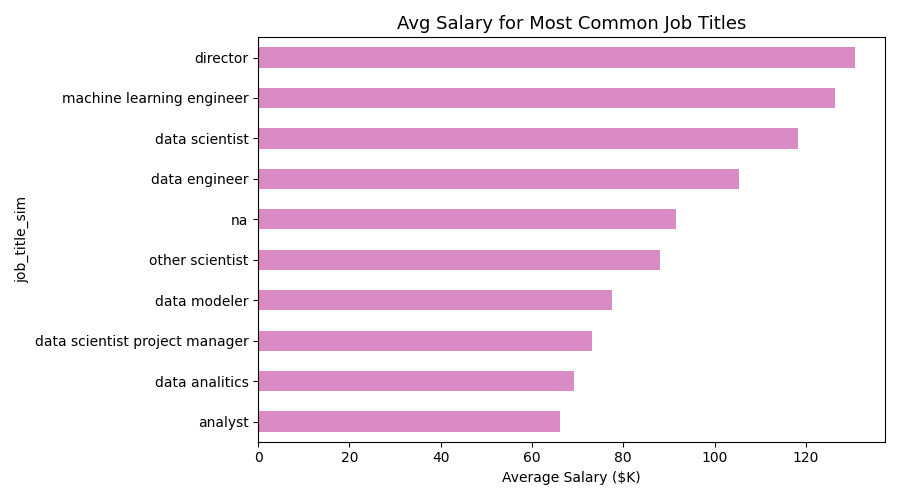 Avg Salary for Most Common Job Titles
director
machine learning engineer
data scientist
data engineer
na
other scientist
data modeler
data scientist project manager
data analitics
analyst
job_title_sim
0 20 40 60 80 100 120
Average Salary ($K)